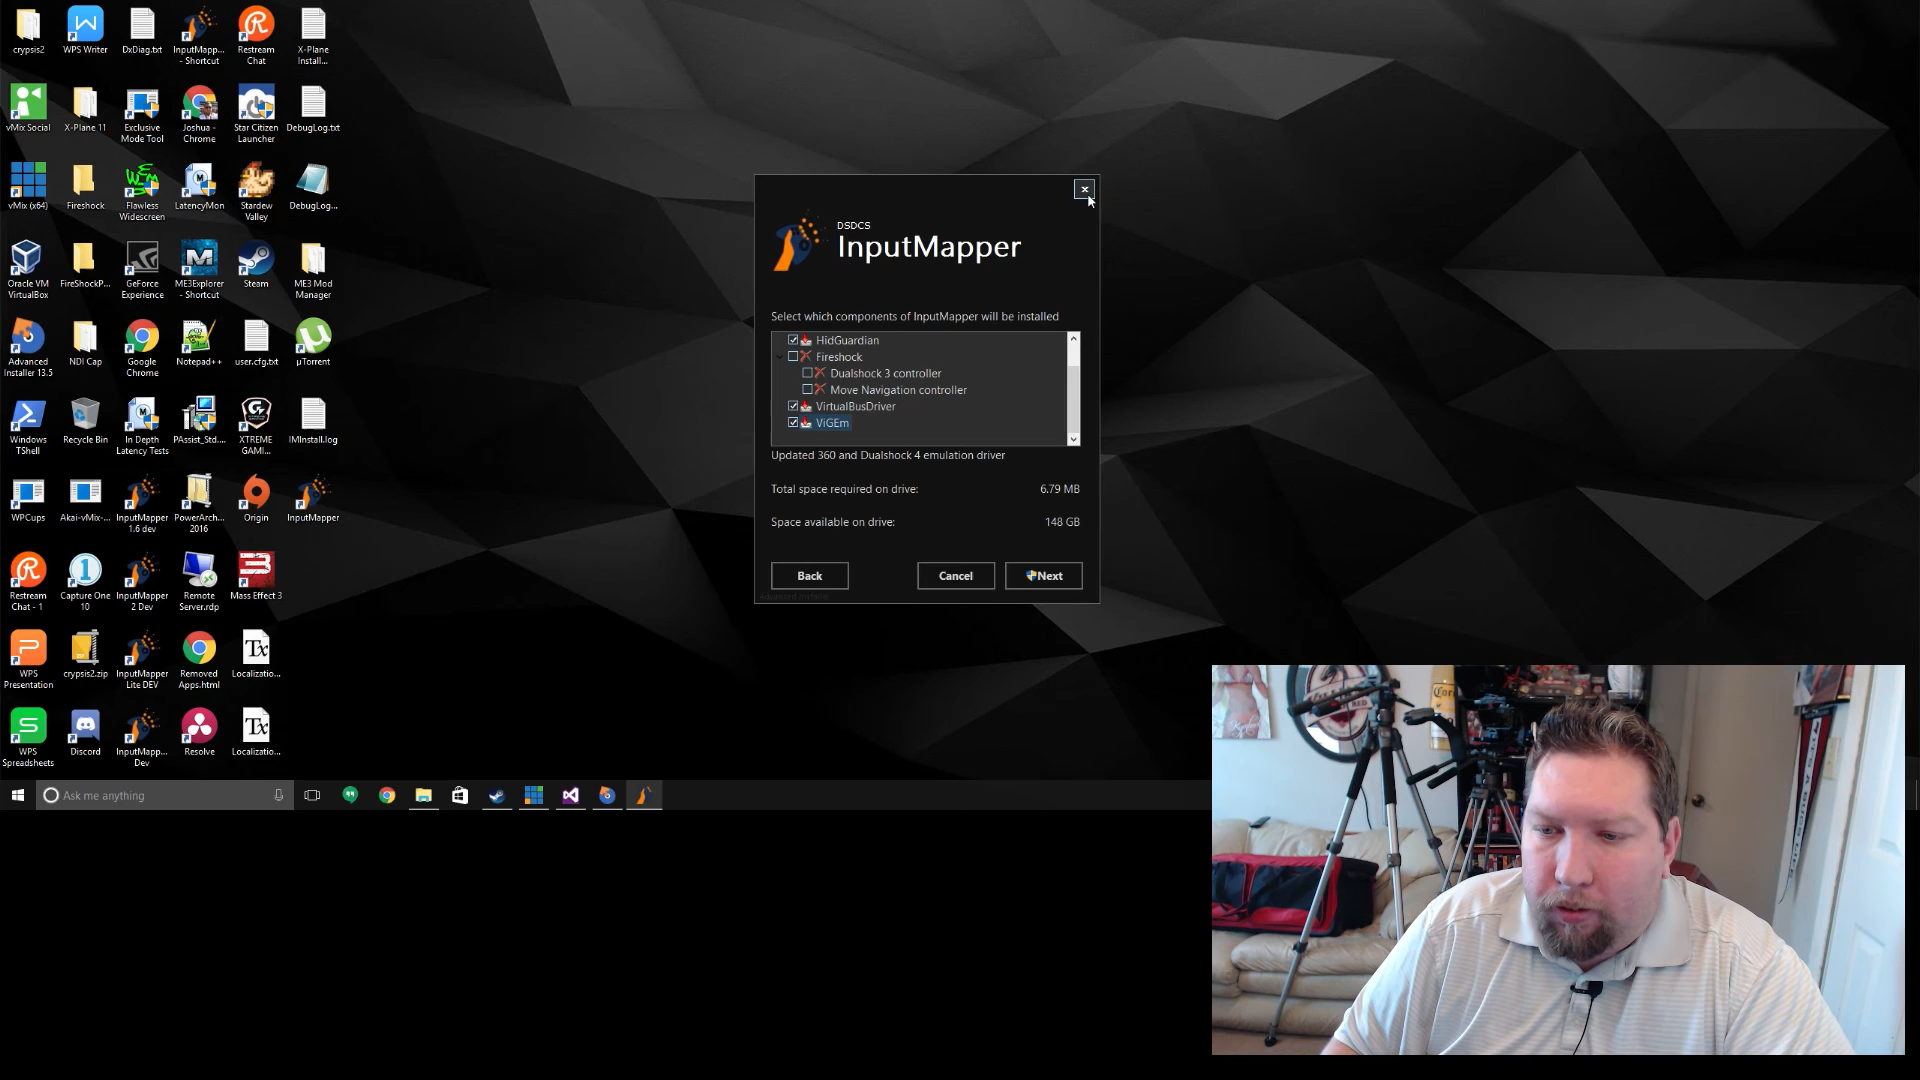 crypsis2
WPS Writer
DxDiag.txt
InputMapp...
- Shortcut
Restream
Chat
X-Plane
Install...
vMix Social
X-Plane 11
Exclusive
Mode Tool
Joshua -
Chrome
Star Citizen
Launcher
DebugLog.txt
vMix (x64)
Fireshock
Flawless
Widescreen
LatencyMon
Stardew
Valley
DebugLog...
Oracle VM
VirtualBox
FireShockP...
GeForce
Experience
ME3Explorer
- Shortcut
Steam
ME3 Mod
Manager
Advanced
Installer 13.5
NDI Cap
Google
Chrome
Notepad++
user.cfg.txt
µTorrent
Windows
TShell
Recycle Bin
In Depth
Latency Tests
PAssist_Std....
XTREME
GAMI...
IMInstall.log
WPCups
Akai-vMix-...
InputMapper
1.6 dev
PowerArch...
2016
Origin
InputMapper
Restream
Chat - 1
Capture One
10
InputMapper
2 Dev
Remote
Server.rdp
Mass Effect 3
WPS
Presentation
crypsis2.zip
InputMapper
Lite DEV
Removed
Apps.html
Localizatio...
WPS
Spreadsheets
Discord
InputMapp...
Dev
Resolve
Localizatio...
Ask me anything
DSDCS
InputMapper
Select which components of InputMapper will be installed
HidGuardian
Fireshock
Dualshock 3 controller
Move Navigation controller
VirtualBusDriver
ViGEm
Updated 360 and Dualshock 4 emulation driver
Total space required on drive: 6.79 MB
Space available on drive: 148 GB
Back
Cancel
Next
Advanced Installer